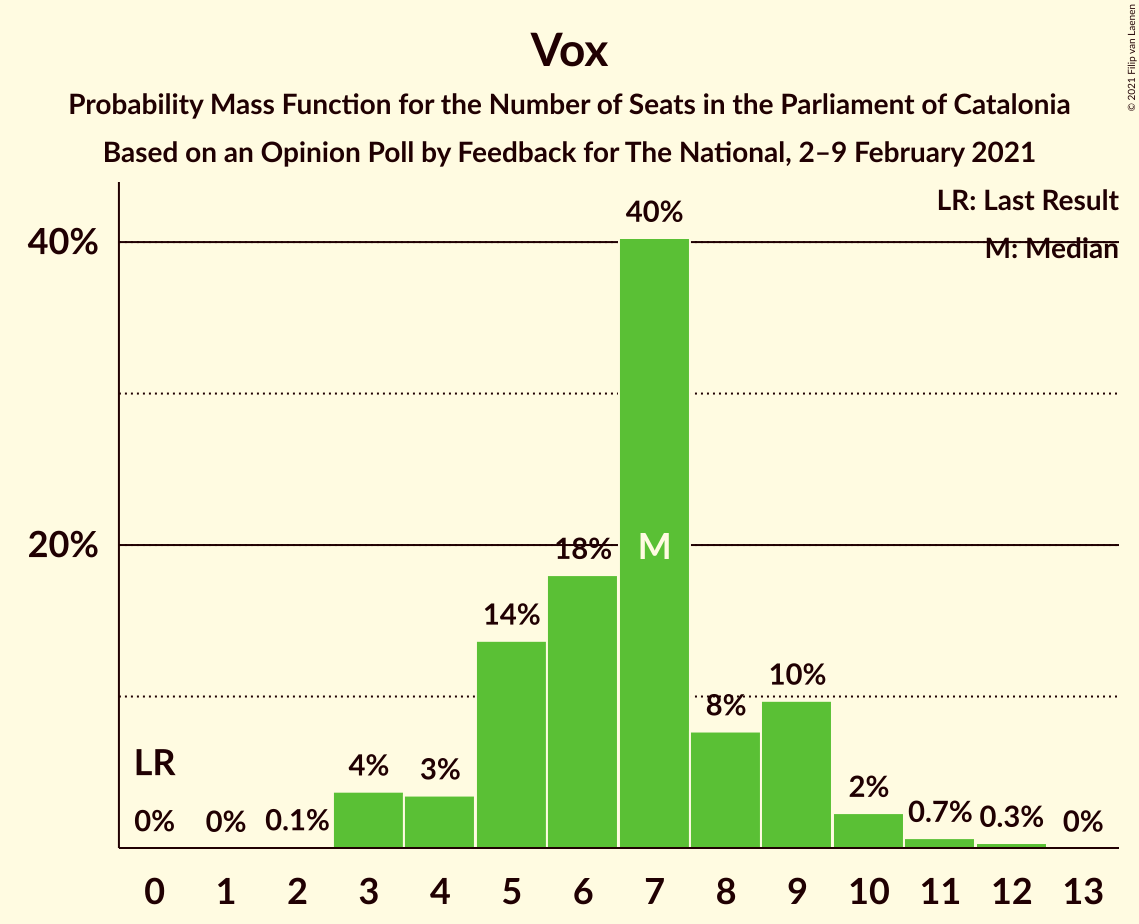 Vox
Probability Mass Function for the Number of Seats in the Parliament of Catalonia
Based on an Opinion Poll by Feedback for The National, 2–9 February 2021
© 2021 Filip van Laenen
LR: Last Result
M: Median
40%
20%
LR
0%
0%
0.1%
4%
3%
14%
18%
40%
M
8%
10%
2%
0.7%
0.3%
0%
0 1 2 3 4 5 6 7 8 9 10 11 12 13